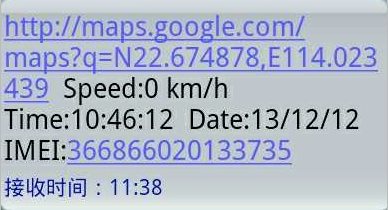 http://maps.google.com/
maps?q=N22.674878,E114.023
439  Speed:0 km/h
Time:10:46:12  Date:13/12/12
IMEI:366866020133735
接收时间：11:38